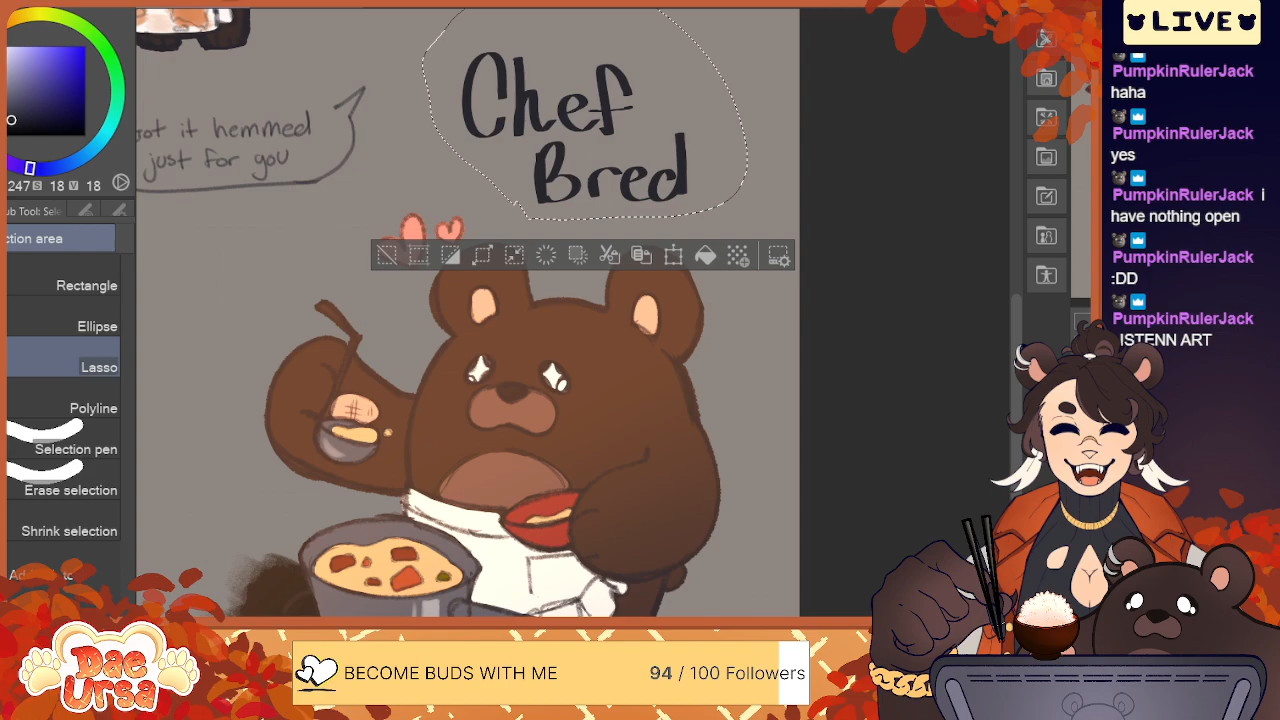 LIVE
PumpkinRulerJack
haha
PumpkinRulerJack
yes
PumpkinRulerJack i
have nothing open
PumpkinRulerJack
:DD
PumpkinRulerJack
ISTENN ART
Chef
Bred
got it hemmed
just for you
247 S 18 V 18
ub Tool: Sele
ction area
Rectangle
Ellipse
Lasso
Polyline
Selection pen
Erase selection
Shrink selection
Dae
Ursa
BECOME BUDS WITH ME
94 / 100 Followers